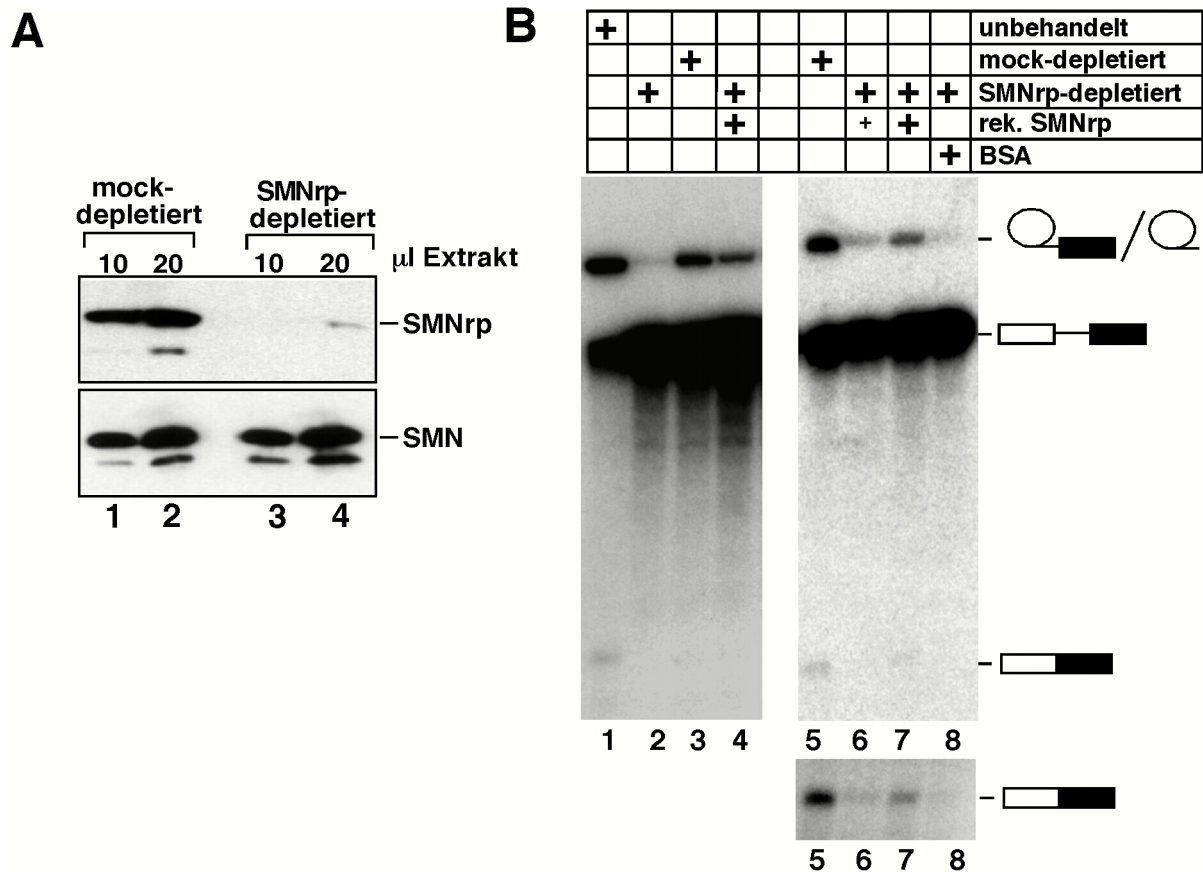 A
mock-
depletiert
SMNrp-
depletiert
10 20 10 20 µl Extrakt
SMNrp
SMN
1 2 3 4
B
+ unbehandelt
+ + mock-depletiert
+ + + + + SMNrp-depletiert
+ + + rek. SMNrp
+ BSA
1 2 3 4 5 6 7 8
5 6 7 8